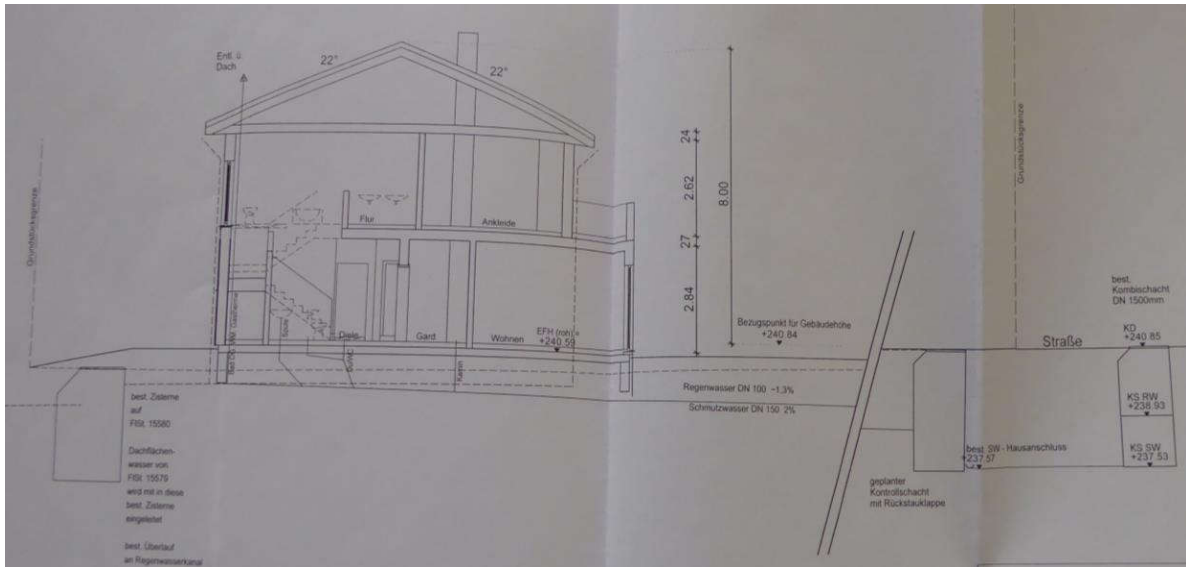 Entl. ü.
Dach
22°
22°
24
2.62
8.00
27
2.84
Grundstücksgrenze
Grundstücksgrenze
Flur
Ankleide
Diele
Gard
Wohnen
EFH (roh) =
+240.59
Bezugspunkt für Gebäudehöhe
+240.84
best.
Kombischacht
DN 1500mm
KD
+240.85
Straße
Kamin
Regenwasser DN 100 ~1.3%
Schmutzwasser DN 150 2%
KS RW
+238.93
KS SW
+237.53
best. SW - Hausanschluss
+237.57
geplanter
Kontrollschacht
mit Rückstauklappe
best. Zisterne
auf
FlSt. 15580
Dachflächen-
wasser von
FlSt. 15579
wird mit in diese
best. Zisterne
eingeleitet
best. Überlauf
an Regenwasserkanal